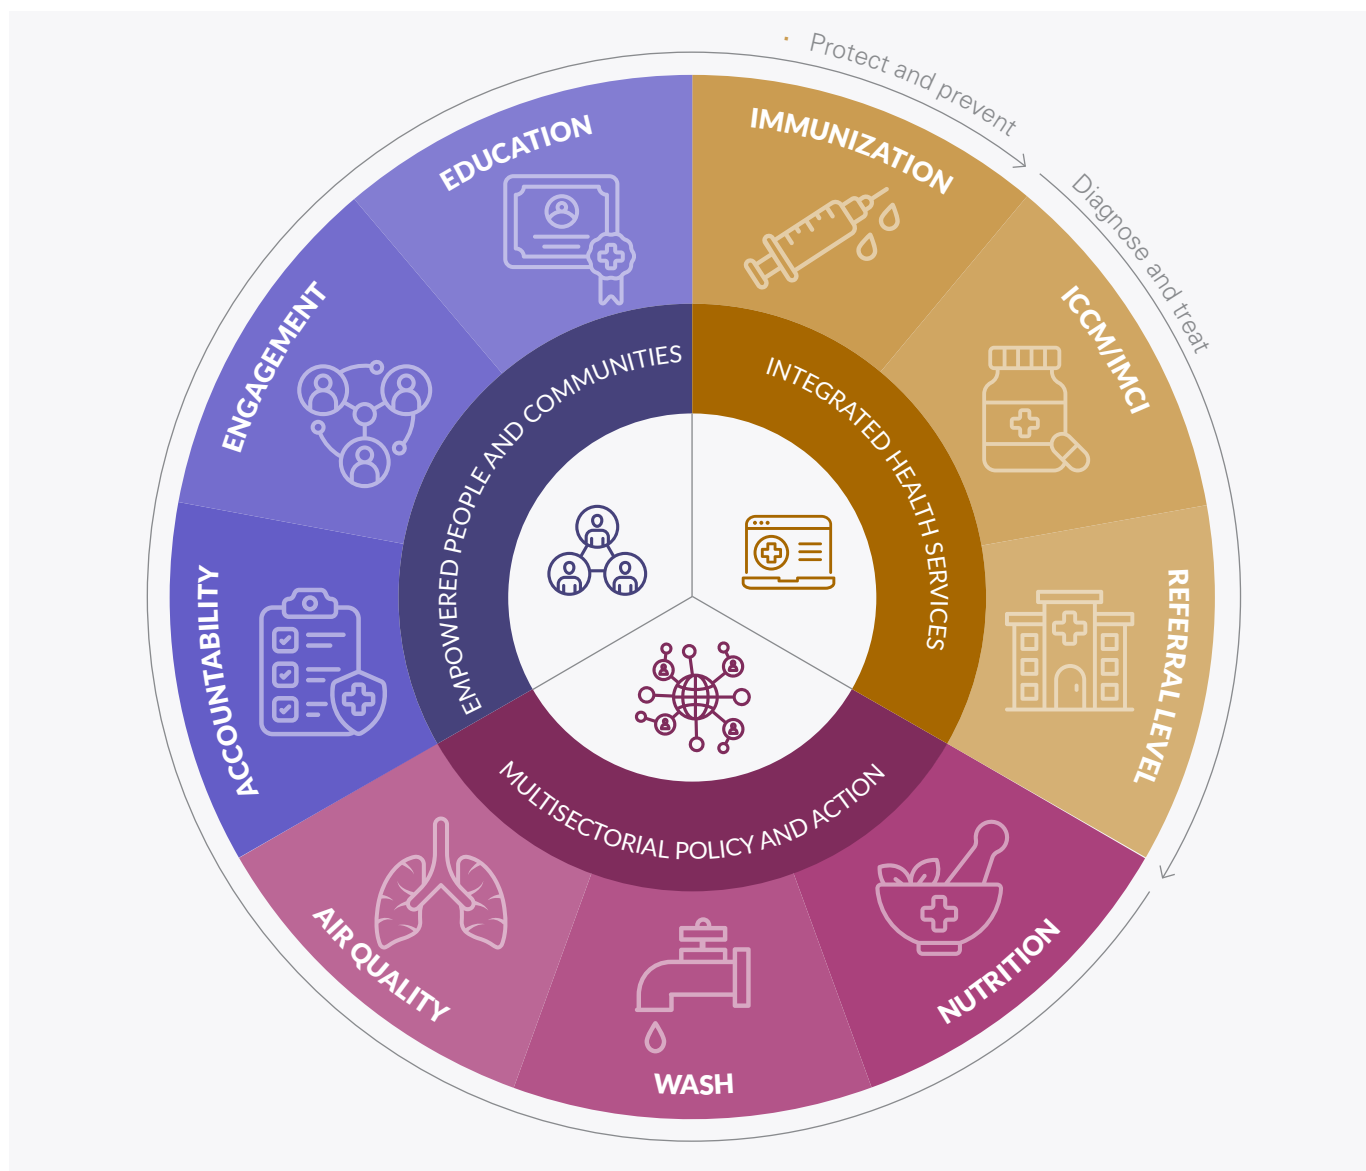 Protect and prevent
Diagnose and treat
IMMUNIZATION
ICCM/IMCI
REFERRAL LEVEL
NUTRITION
WASH
AIR QUALITY
ACCOUNTABILITY
ENGAGEMENT
EDUCATION
INTEGRATED HEALTH SERVICES
MULTISECTORIAL POLICY AND ACTION
EMPOWERED PEOPLE AND COMMUNITIES